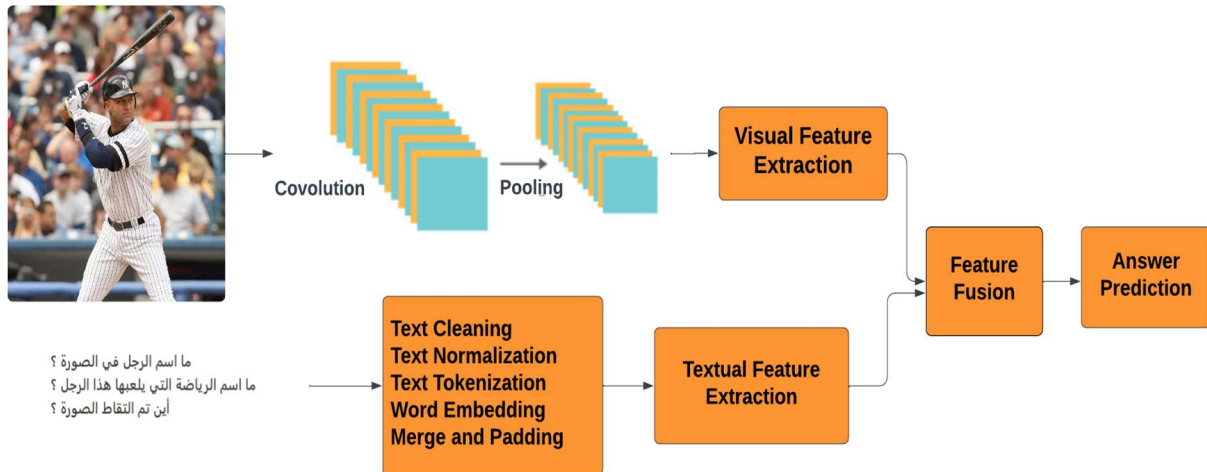 Covolution
Pooling
Visual Feature
Extraction
Feature
Fusion
Answer
Prediction
ما اسم الرجل في الصورة ؟
ما اسم الرياضة التي يلعبها هذا الرجل ؟
أين تم التقاط الصورة ؟
Text Cleaning
Text Normalization
Text Tokenization
Word Embedding
Merge and Padding
Textual Feature
Extraction